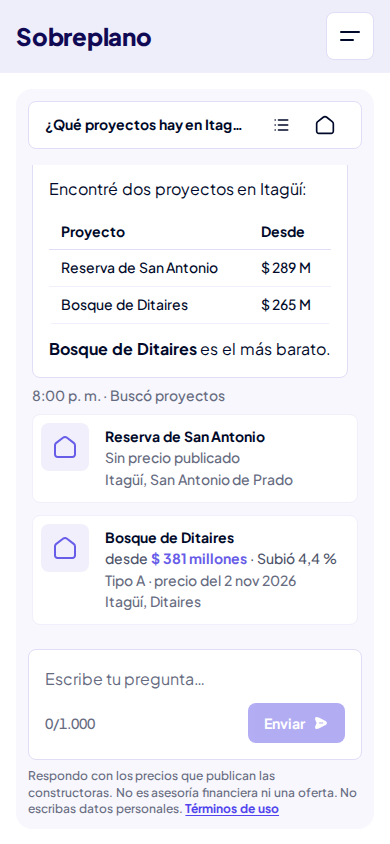 Sobreplano
¿Qué proyectos hay en Itag…
Encontré dos proyectos en Itagüí:
Proyecto Desde
Reserva de San Antonio $ 289 M
Bosque de Ditaires $ 265 M
Bosque de Ditaires es el más barato.
8:00 p. m. · Buscó proyectos
Reserva de San Antonio
Sin precio publicado
Itagüí, San Antonio de Prado
Bosque de Ditaires
desde $ 381 millones · Subió 4,4 %
Tipo A · precio del 2 nov 2026
Itagüí, Ditaires
Escribe tu pregunta…
0/1.000
Enviar
Respondo con los precios que publican las
constructoras. No es asesoría financiera ni una oferta. No
escribas datos personales. Términos de uso